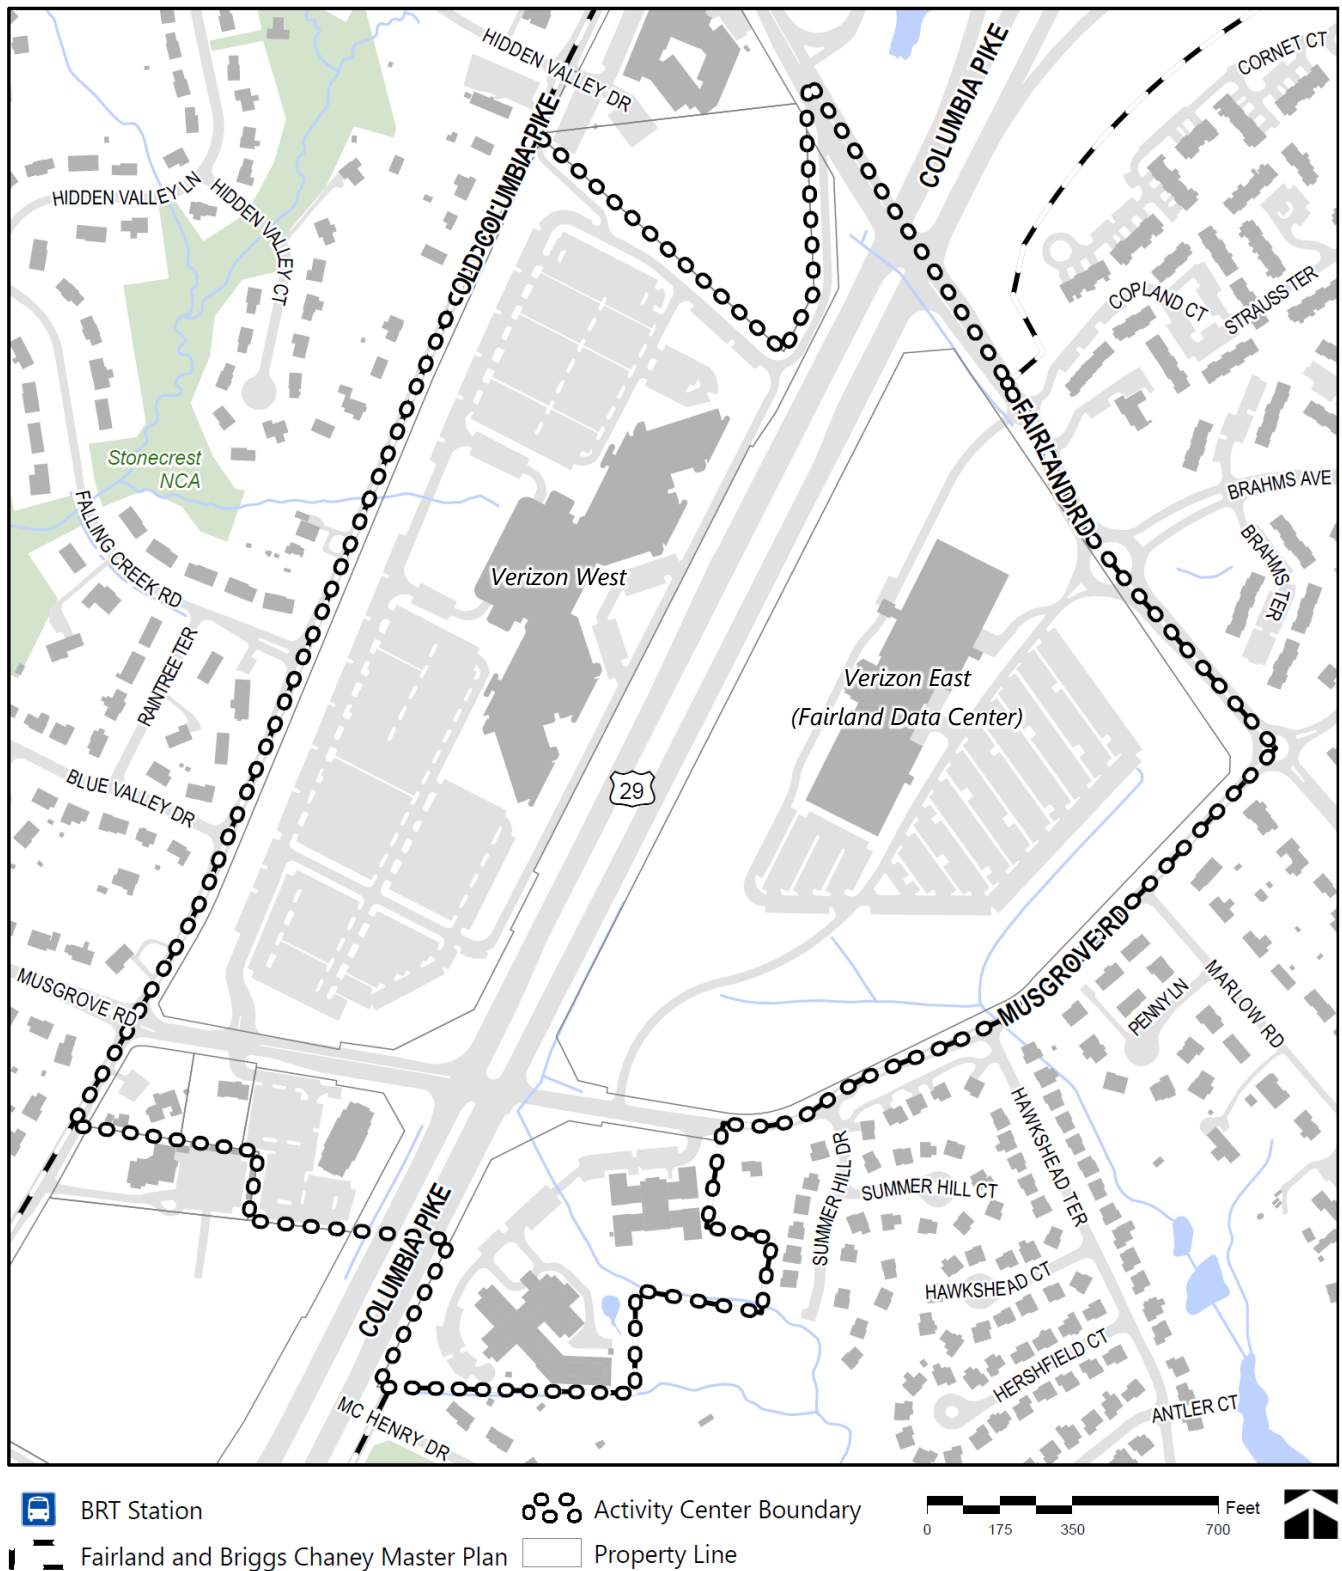 COLUMBIA PIKE
CORNET CT
HIDDEN VALLEY DR
OLD COLUMBIA PIKE
HIDDEN VALLEY LN
HIDDEN VALLEY CT
COPLAND CT
STRAUSS TER
Stonecrest
NCA
FAIRLAND RD
BRAHMS AVE
BRAHMS
TER
FALLING CREEK RD
Verizon West
RAINTREE TER
Verizon East
(Fairland Data Center)
BLUE VALLEY DR
29
MUSGROVE RD
MUSGROVE RD
PENNY LN
MARLOW RD
HAWKSHEAD TER
SUMMER HILL DR
SUMMER HILL CT
COLUMBIA PIKE
HAWKSHEAD CT
HERSHFIELD CT
MC HENRY DR
ANTLER CT
BRT Station
Activity Center Boundary
Feet
0 175 350 700
Fairland and Briggs Chaney Master Plan
Property Line